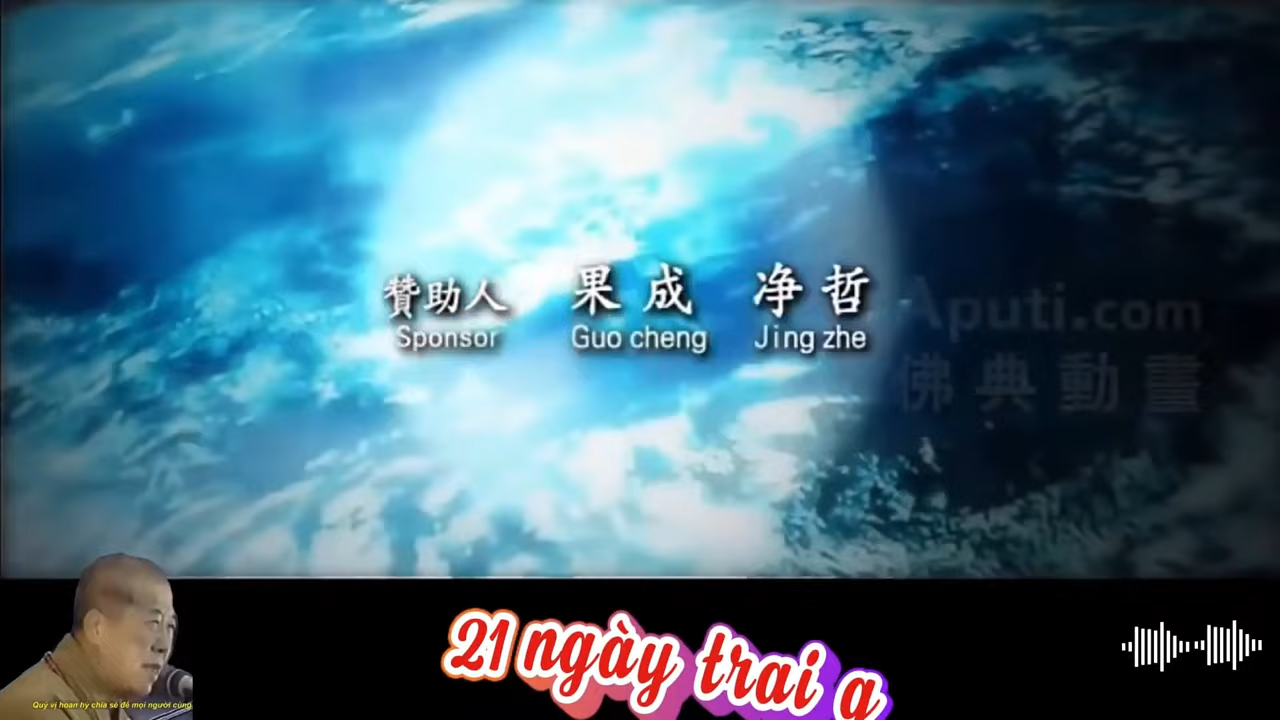 贊助人 果成 净哲
Sponsor Guo cheng Jing zhe
Aputi.com
佛典動畫
21 ngày trai g
Quý vị hoan hỷ chia sẻ để mọi người cùng